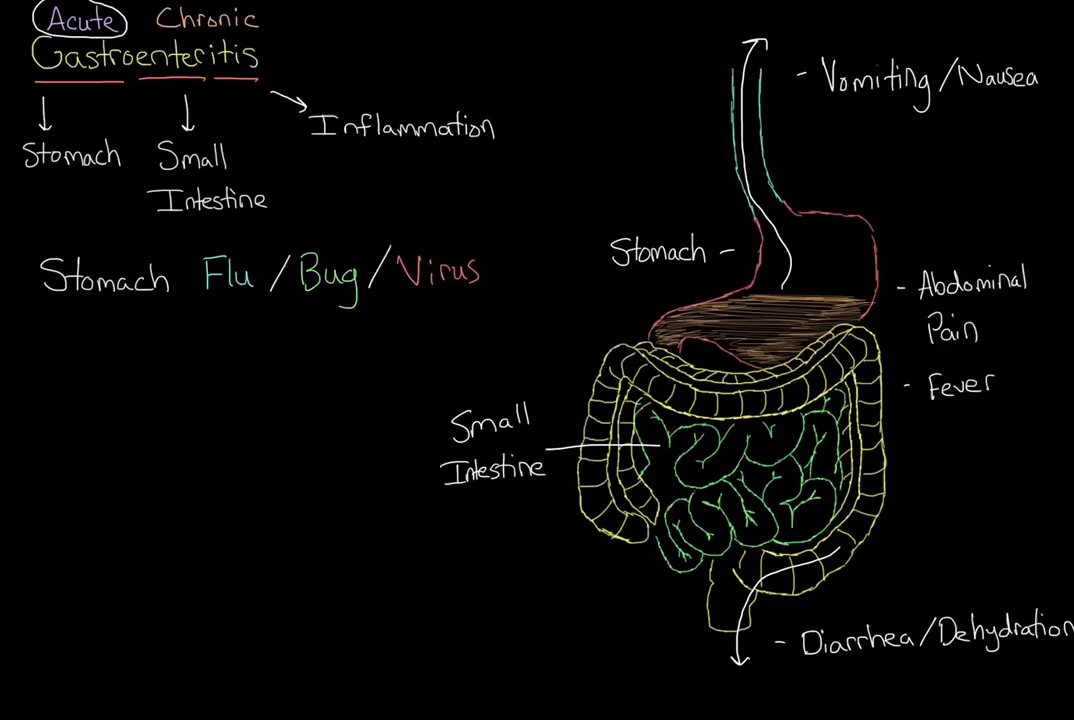 Acute Chronic
Gastroenteritis
Inflammation
Stomach Small
Intestine
Stomach Flu / Bug / Virus
- Vomiting / Nausea
Stomach -
- Abdominal
Pain
- Fever
Small
Intestine
- Diarrhea / Dehydration